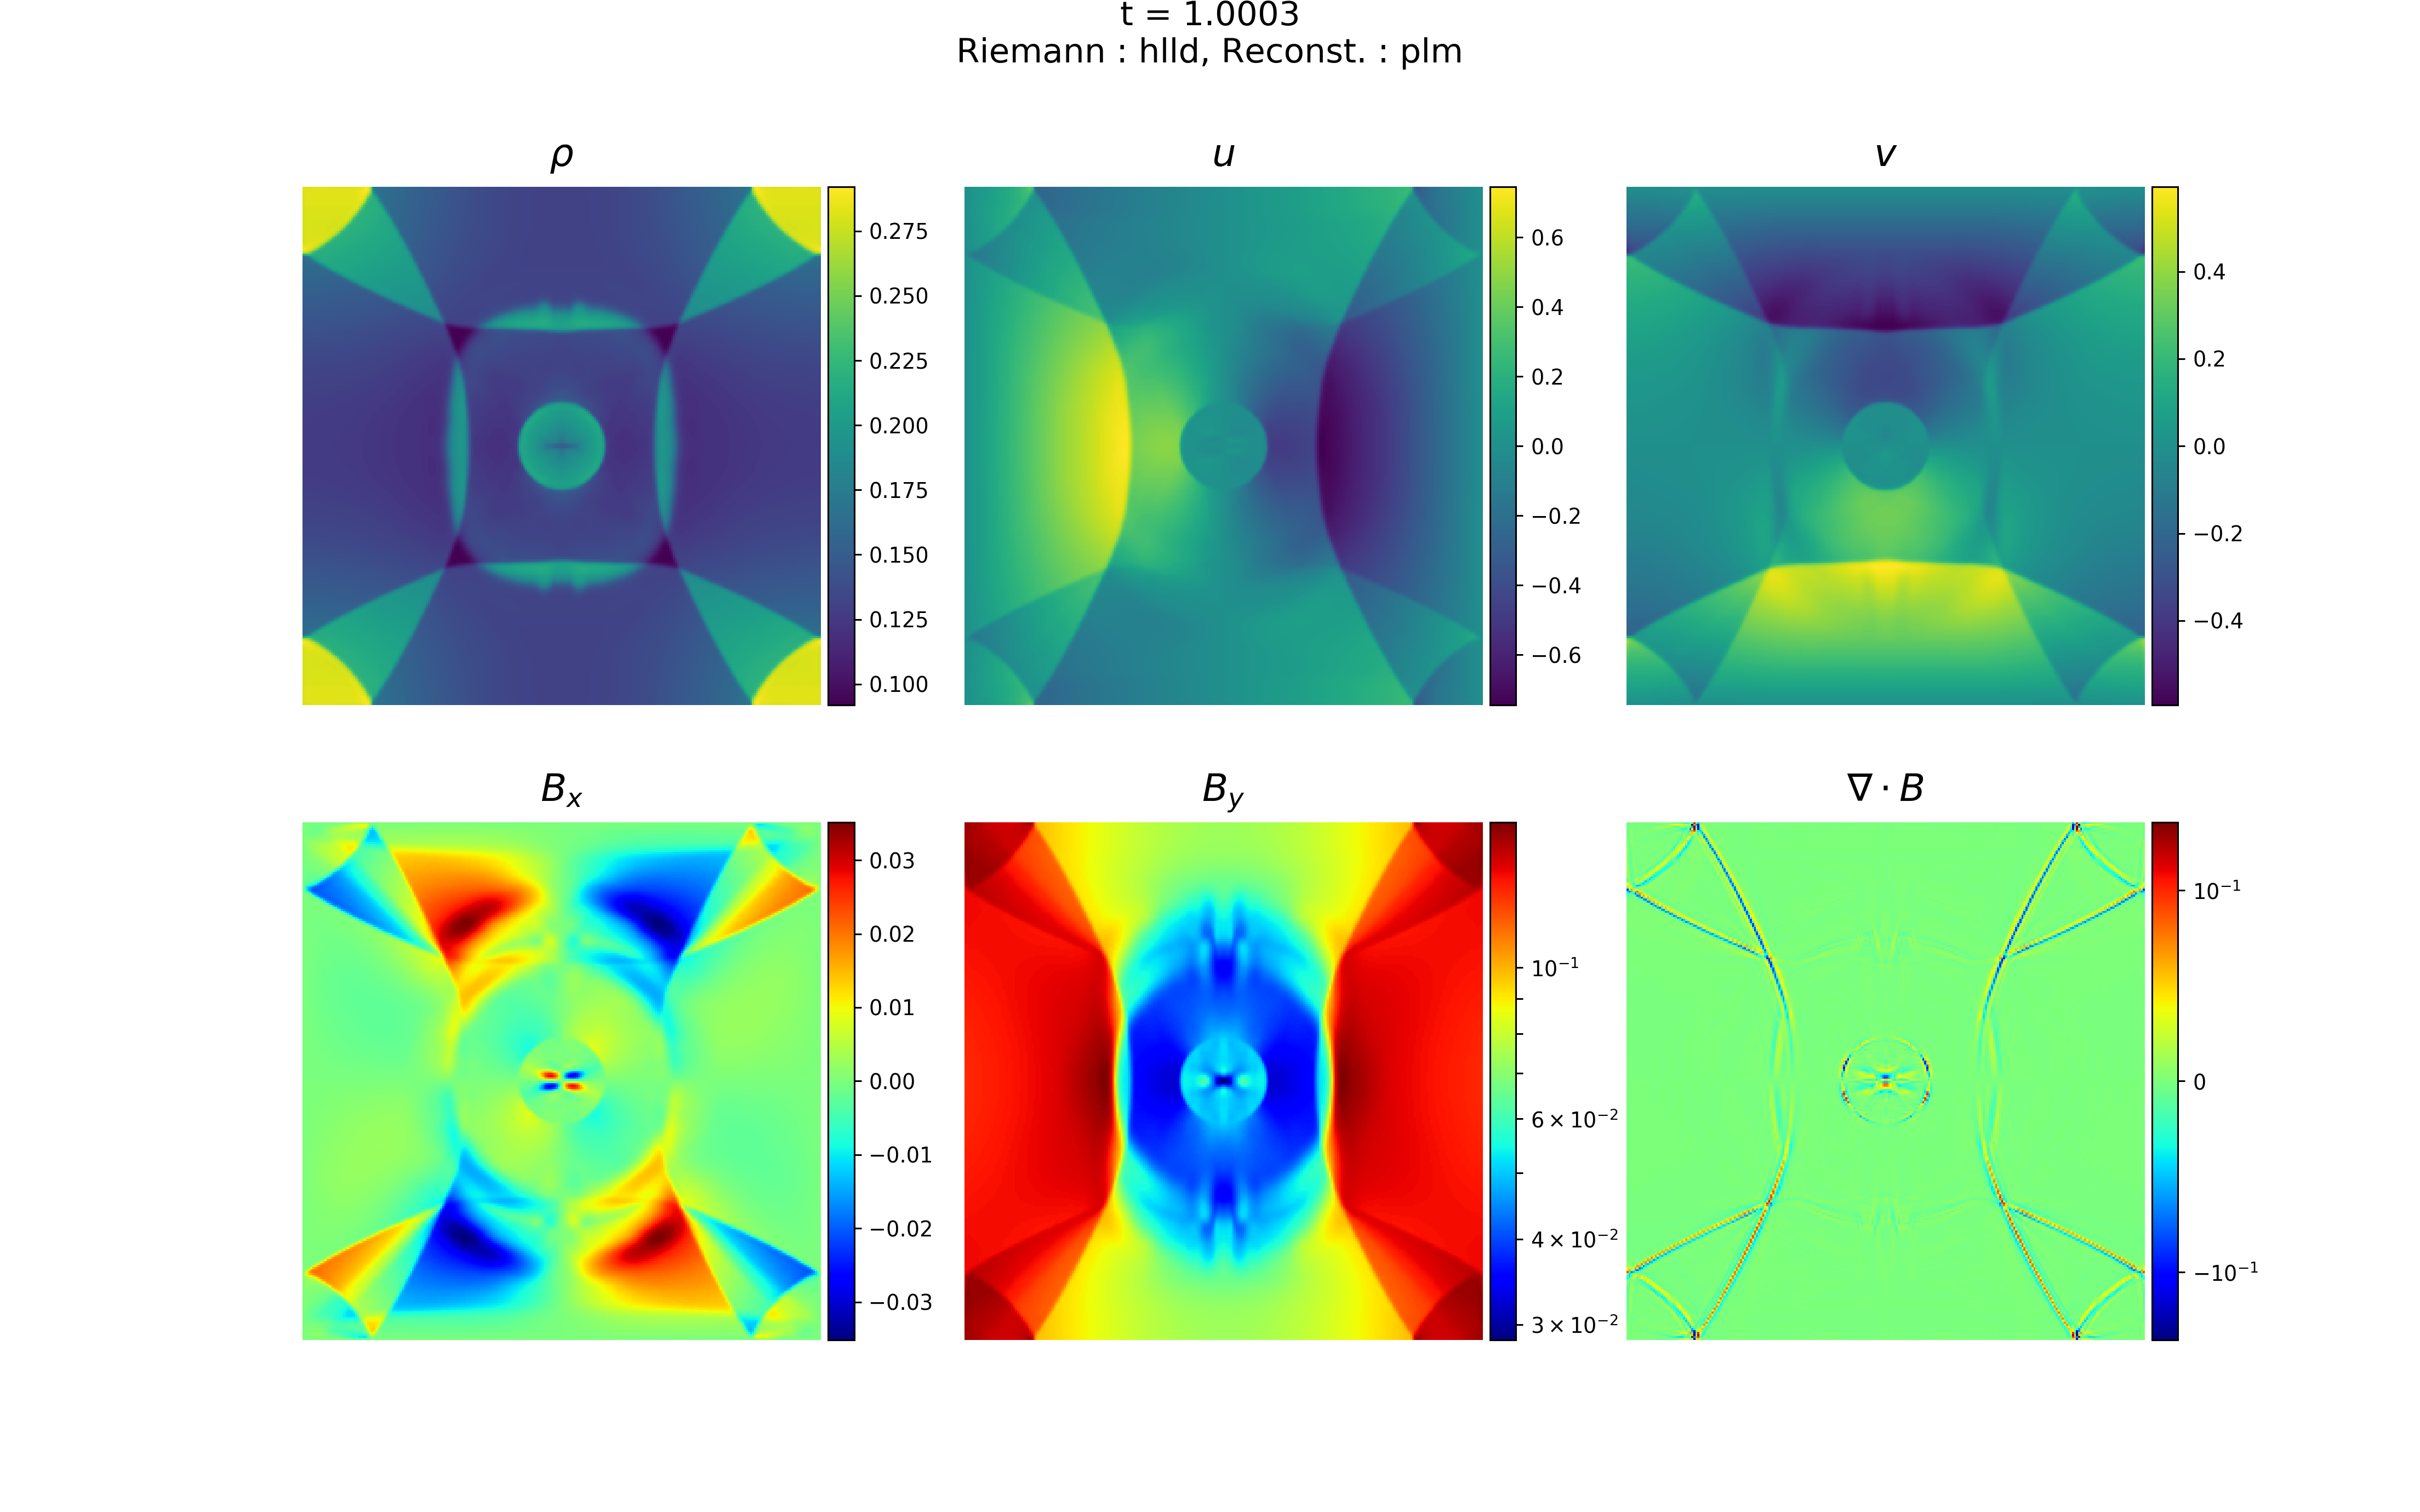 t = 1.0003
Riemann : hlld, Reconst. : plm
ρ
0.275
0.250
0.225
0.200
0.175
0.150
0.125
0.100
u
0.6
0.4
0.2
0.0
−0.2
−0.4
−0.6
v
0.4
0.2
0.0
−0.2
−0.4
Bₓ
0.03
0.02
0.01
0.00
−0.01
−0.02
−0.03
B_y
10⁻¹
6 × 10⁻²
4 × 10⁻²
3 × 10⁻²
∇ · B
10⁻¹
0
−10⁻¹